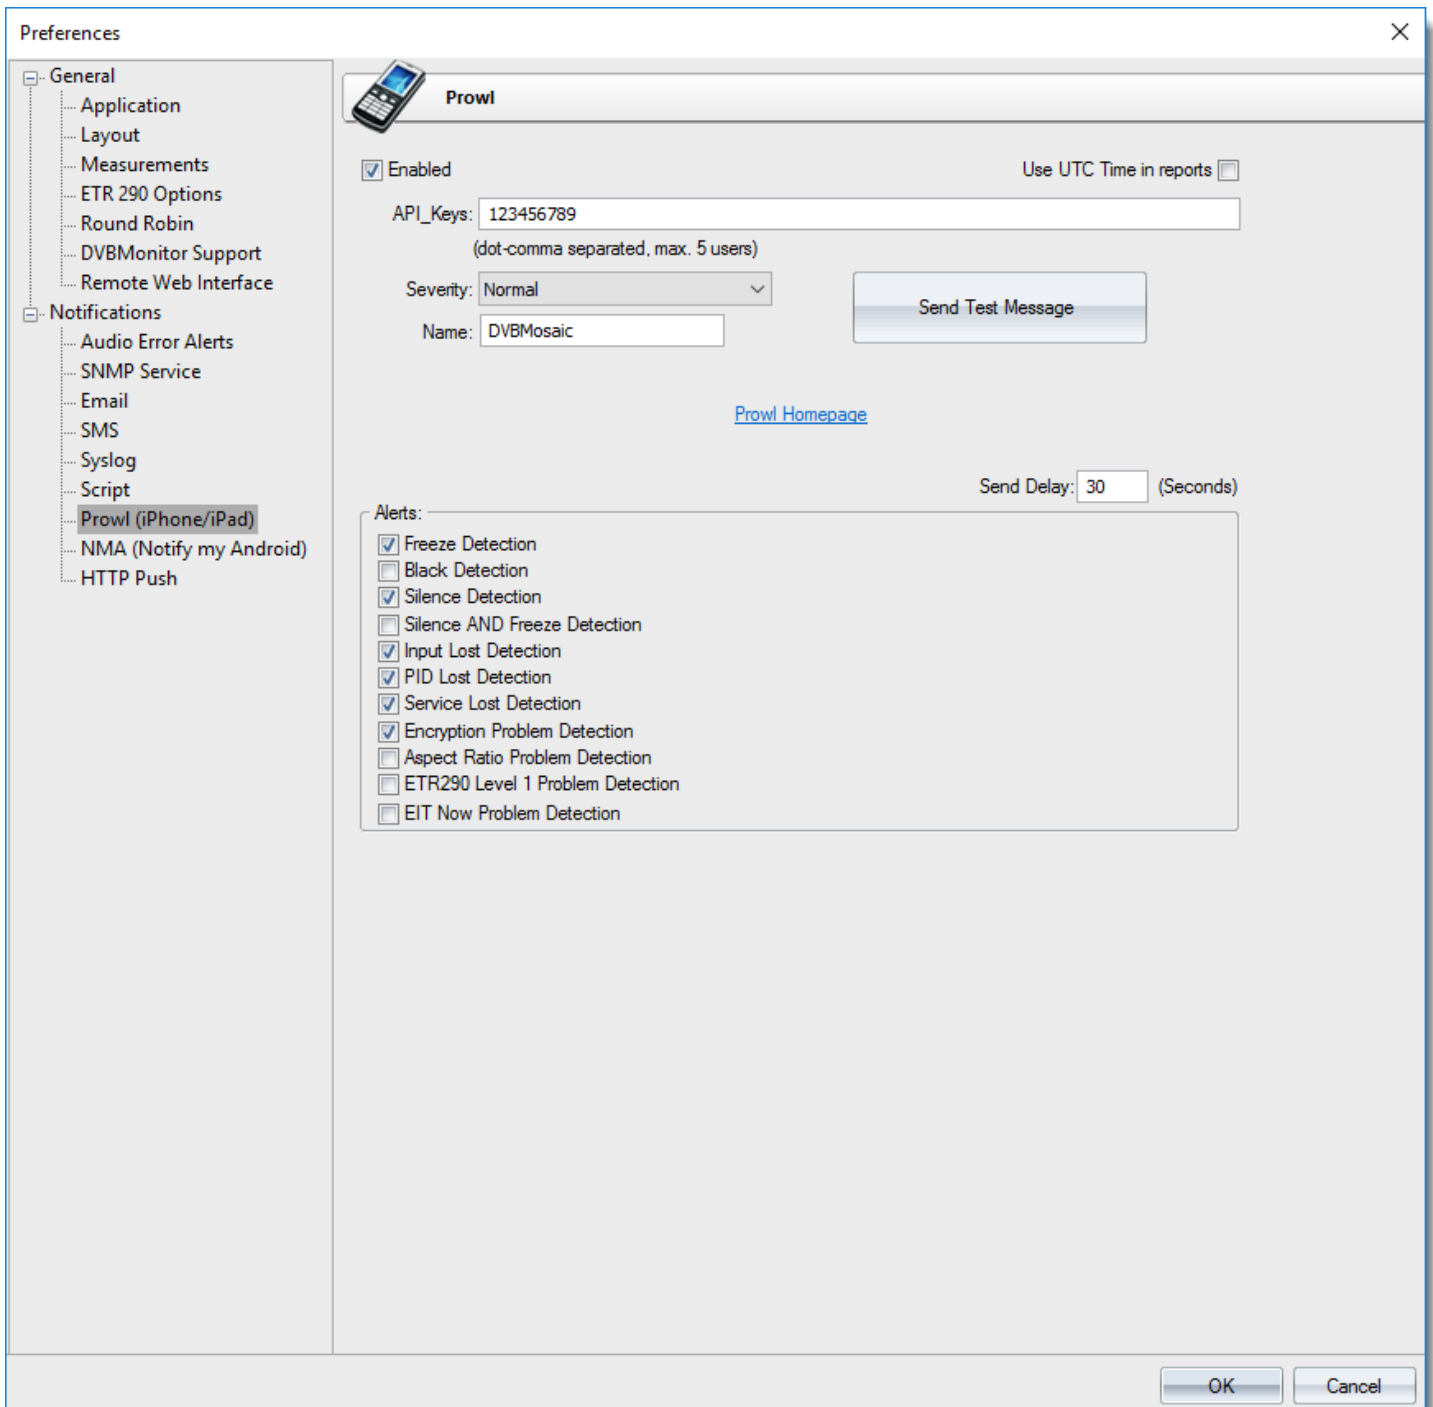 Preferences
General
Application
Layout
Measurements
ETR 290 Options
Round Robin
DVBMonitor Support
Remote Web Interface
Notifications
Audio Error Alerts
SNMP Service
Email
SMS
Syslog
Script
Prowl (iPhone/iPad)
NMA (Notify my Android)
HTTP Push
Prowl
Enabled
Use UTC Time in reports
API_Keys: 123456789
(dot-comma separated, max. 5 users)
Severity: Normal
Send Test Message
Name: DVBMosaic
Prowl Homepage
Send Delay: 30 (Seconds)
Alerts:
Freeze Detection
Black Detection
Silence Detection
Silence AND Freeze Detection
Input Lost Detection
PID Lost Detection
Service Lost Detection
Encryption Problem Detection
Aspect Ratio Problem Detection
ETR290 Level 1 Problem Detection
EIT Now Problem Detection
OK
Cancel